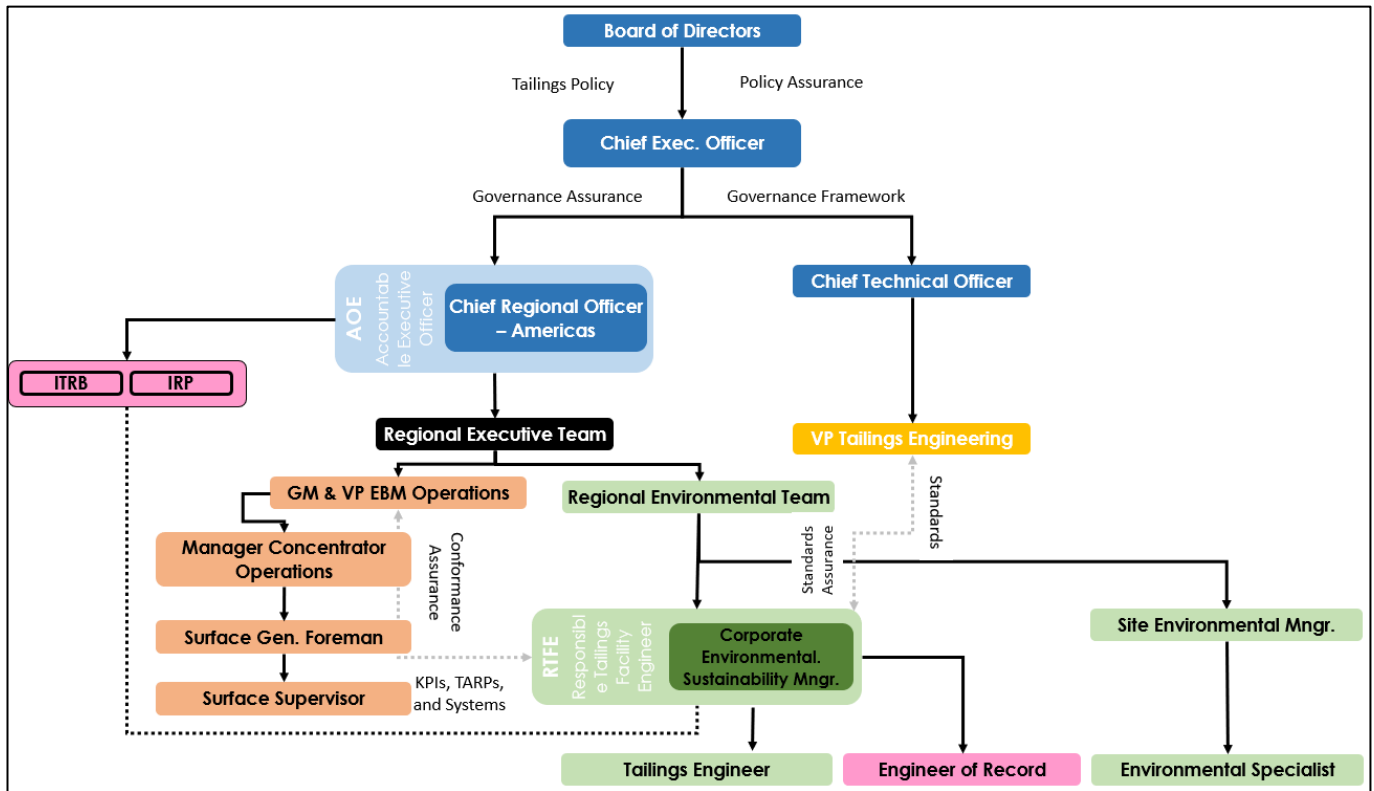 Board of Directors
Tailings Policy
Policy Assurance
Chief Exec. Officer
Governance Assurance
Governance Framework
AOE
Accountab
le Executive
Officer
Chief Regional Officer
– Americas
Chief Technical Officer
ITRB
IRP
Regional Executive Team
VP Tailings Engineering
GM & VP EBM Operations
Regional Environmental Team
Standards
Manager Concentrator
Operations
Conformance
Assurance
Standards
Assurance
Surface Gen. Foreman
RTFE
Responsibl
e Tailings
Facility
Engineer
Corporate
Environmental.
Sustainability Mngr.
Site Environmental Mngr.
Surface Supervisor
KPIs, TARPs,
and Systems
Tailings Engineer
Engineer of Record
Environmental Specialist